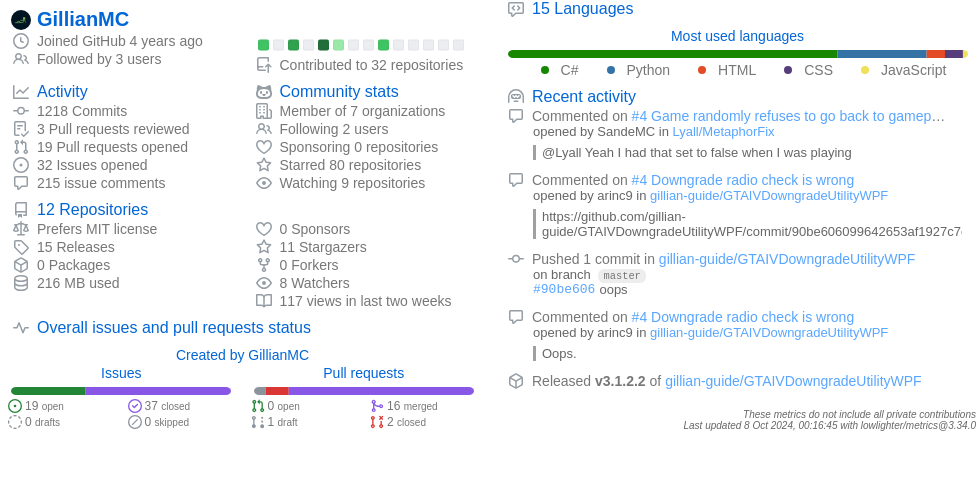 GillianMC
Joined GitHub 4 years ago
Followed by 3 users
Contributed to 32 repositories
Activity
1218 Commits
3 Pull requests reviewed
19 Pull requests opened
32 Issues opened
215 issue comments
Community stats
Member of 7 organizations
Following 2 users
Sponsoring 0 repositories
Starred 80 repositories
Watching 9 repositories
12 Repositories
Prefers MIT license
15 Releases
0 Packages
216 MB used
0 Sponsors
11 Stargazers
0 Forkers
8 Watchers
117 views in last two weeks
Overall issues and pull requests status
Created by GillianMC
Issues
19 open
37 closed
0 drafts
0 skipped
Pull requests
0 open
16 merged
1 draft
2 closed
15 Languages
Most used languages
C# Python HTML CSS JavaScript
Recent activity
Commented on #4 Game randomly refuses to go back to gamep…
opened by SandeMC in Lyall/MetaphorFix
@Lyall Yeah I had that set to false when I was playing
Commented on #4 Downgrade radio check is wrong
opened by arinc9 in gillian-guide/GTAIVDowngradeUtilityWPF
https://github.com/gillian-
guide/GTAIVDowngradeUtilityWPF/commit/90be606099642653af1927c7
Pushed 1 commit in gillian-guide/GTAIVDowngradeUtilityWPF
on branch master
#90be606 oops
Commented on #4 Downgrade radio check is wrong
opened by arinc9 in gillian-guide/GTAIVDowngradeUtilityWPF
Oops.
Released v3.1.2.2 of gillian-guide/GTAIVDowngradeUtilityWPF
These metrics do not include all private contributions
Last updated 8 Oct 2024, 00:16:45 with lowlighter/metrics@3.34.0